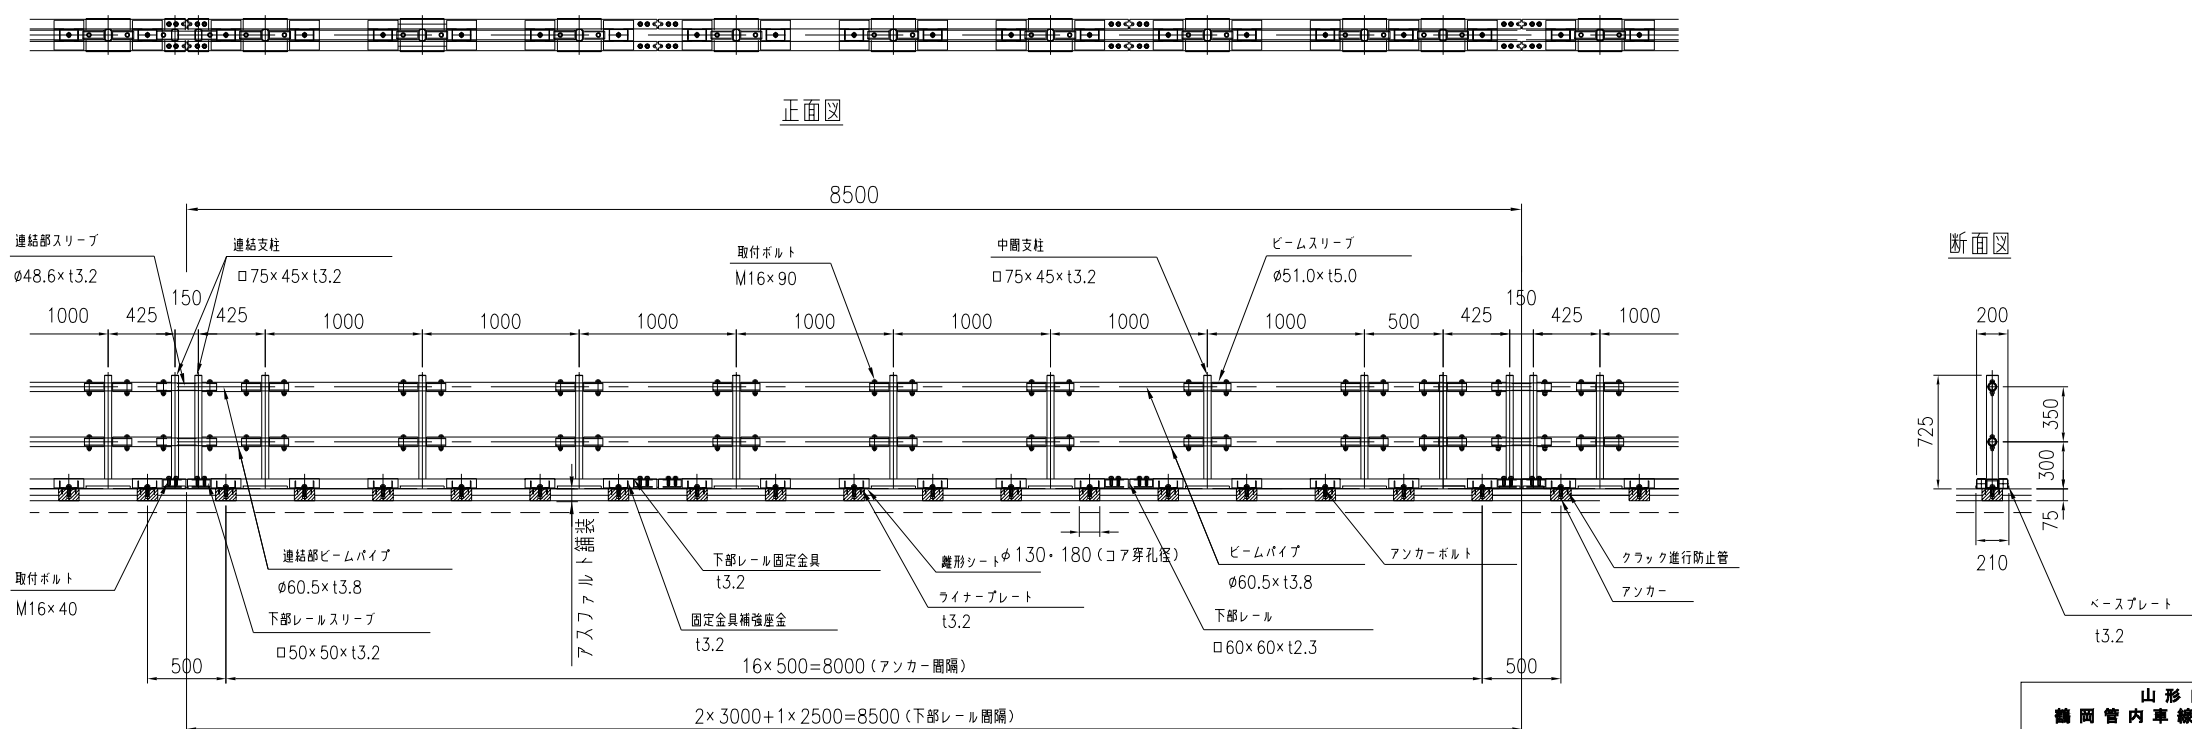 正面図
8500
連結部スリーブ
ø48.6×t3.2
連結支柱
□75×45×t3.2
取付ボルト
M16×90
中間支柱
□75×45×t3.2
ビームスリーブ
ø51.0×t5.0
断面図
1000
425
150
425
1000
1000
1000
1000
1000
1000
1000
500
425
150
425
1000
200
725
350
300
75
210
アスファルト舗装
取付ボルト
M16×40
連結部ビームパイプ
ø60.5×t3.8
下部レールスリーブ
□50×50×t3.2
下部レール固定金具
t3.2
固定金具補強座金
t3.2
離形シート
ライナープレート
t3.2
φ130・180(コア穿孔径)
ビームパイプ
ø60.5×t3.8
下部レール
□60×60×t2.3
アンカーボルト
クラック進行防止管
アンカー
ベースプレート
t3.2
500
16×500=8000(アンカー間隔)
500
2×3000+1×2500=8500(下部レール間隔)
山形
鶴岡管内車線